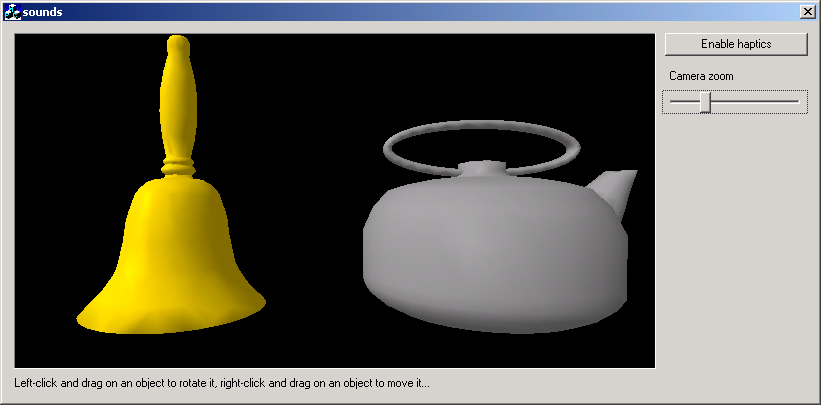 sounds
Enable haptics
Camera zoom
Left-click and drag on an object to rotate it, right-click and drag on an object to move it...